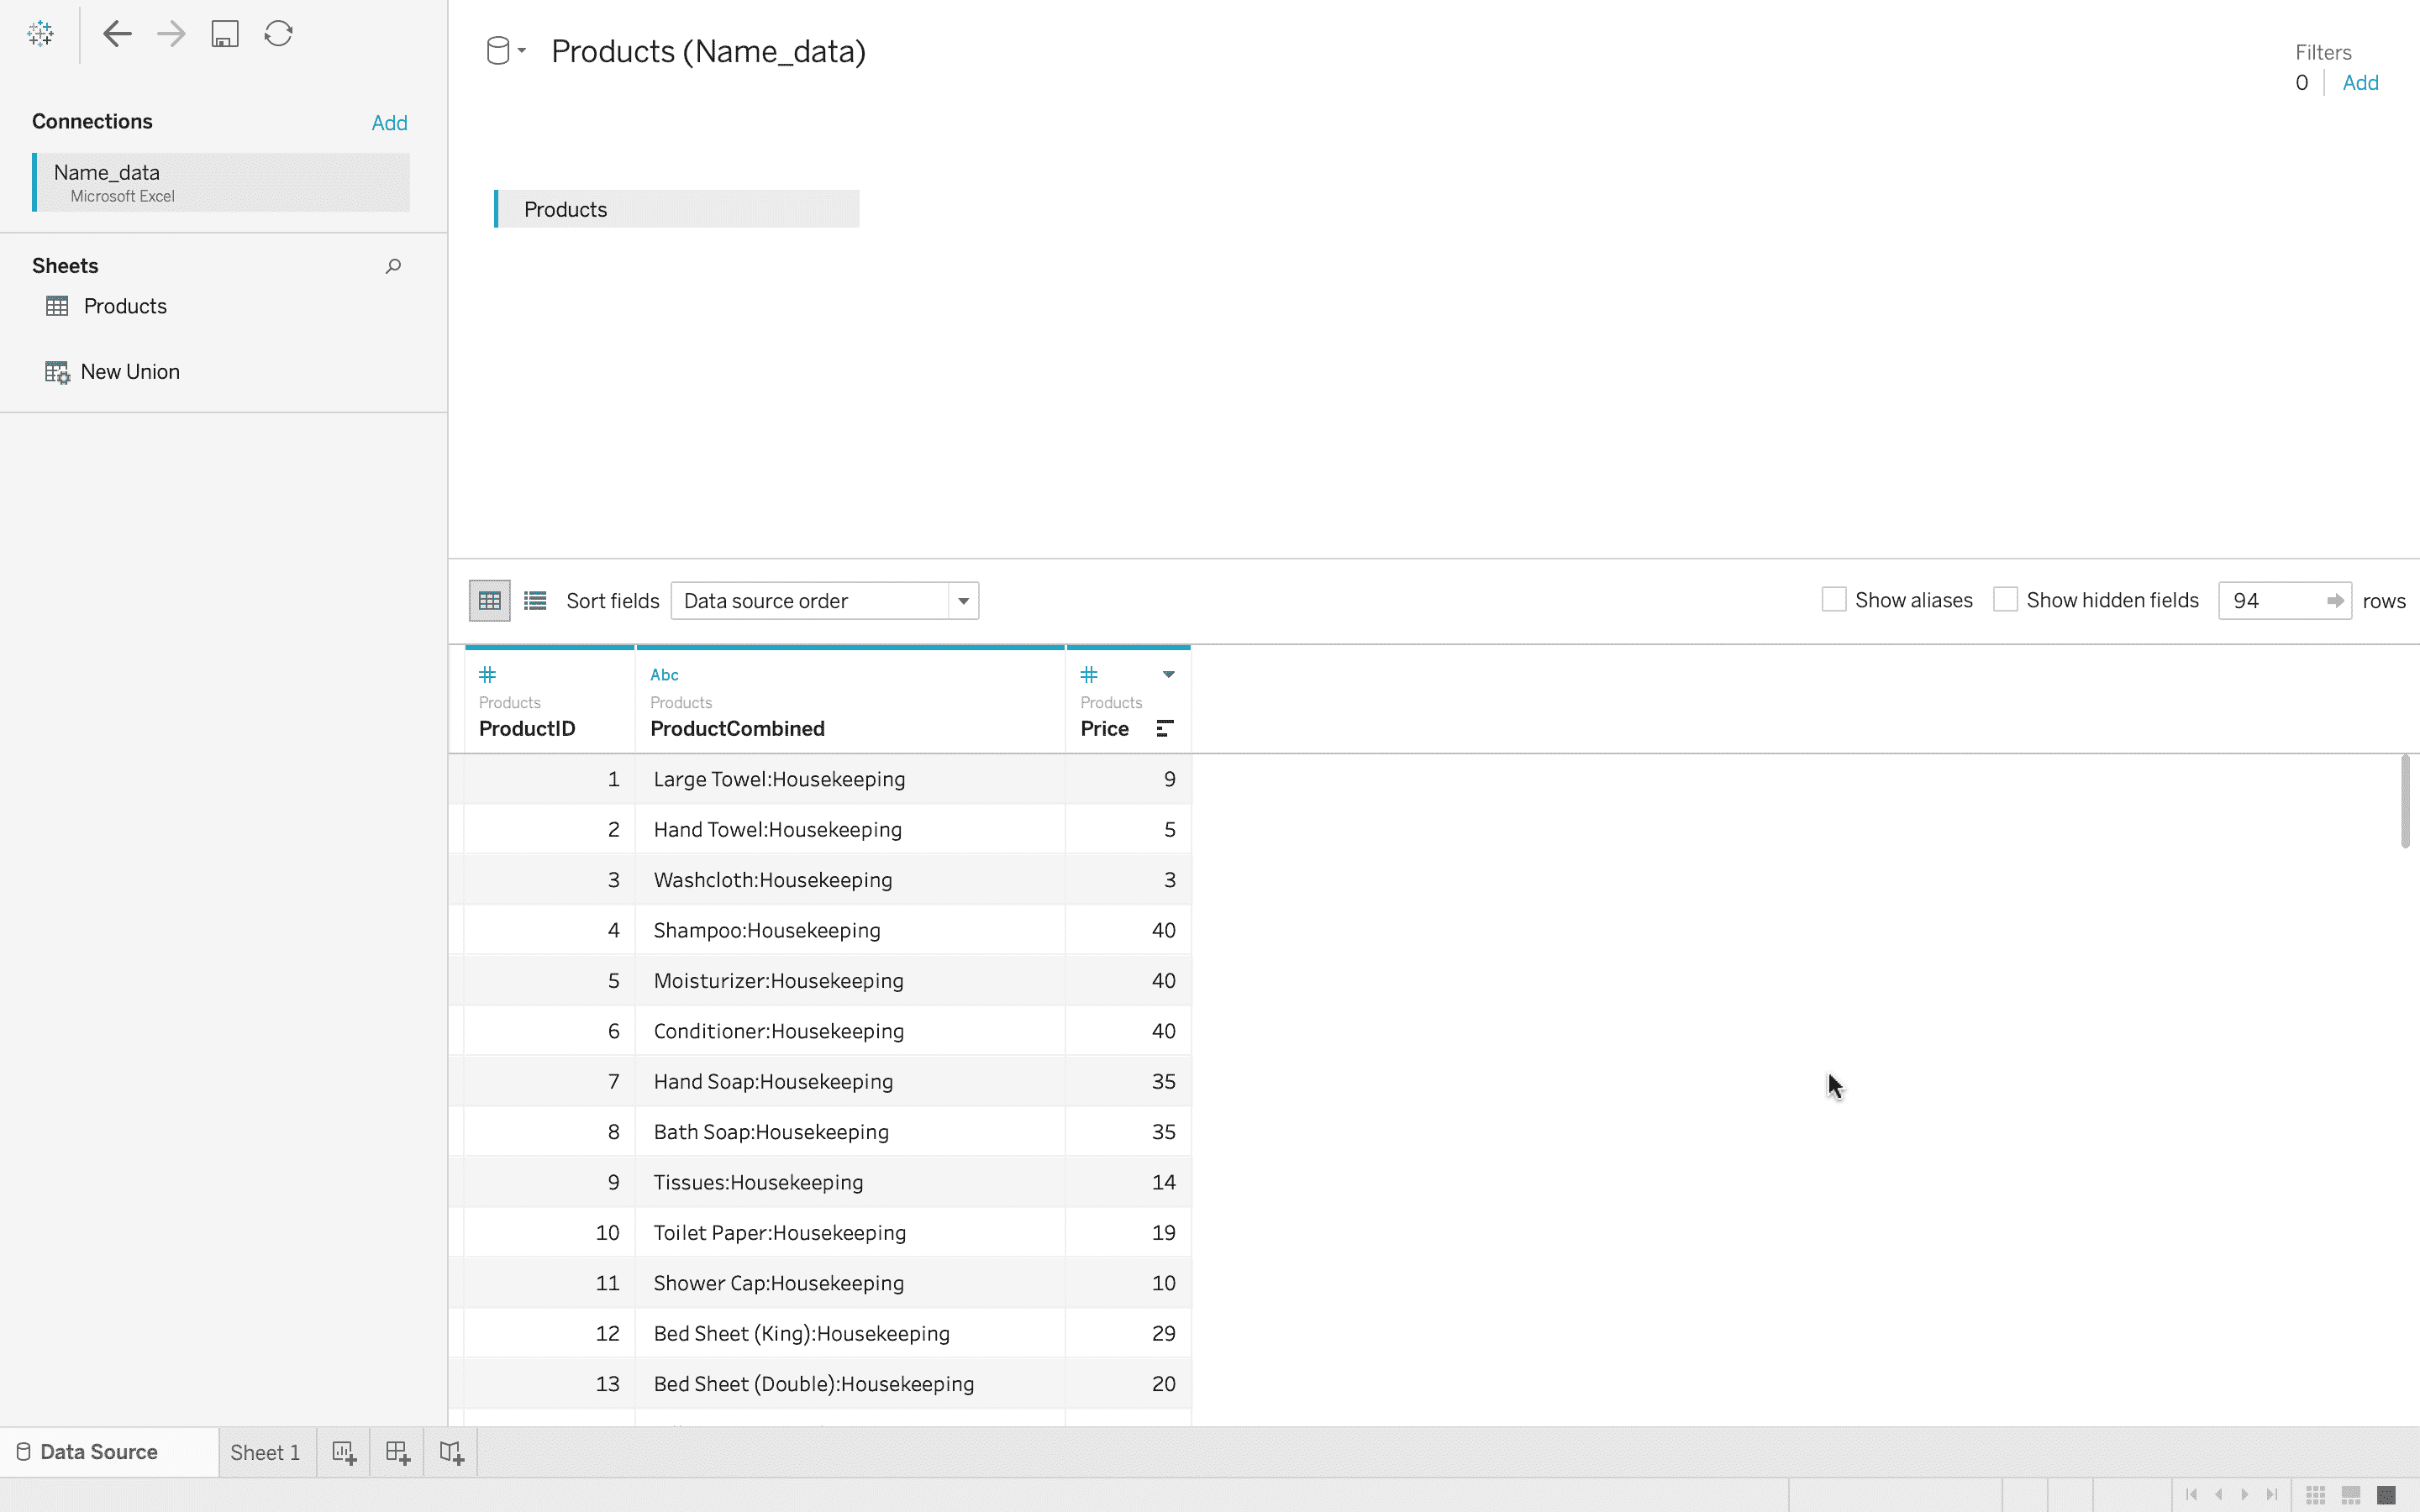 Products (Name_data)
Filters
0
Add
Connections
Add
Name_data
Microsoft Excel
Products
Sheets
Products
New Union
Sort fields
Data source order
Show aliases
Show hidden fields
94
rows
#
Abc
#
Products
Products
Products
ProductID
ProductCombined
Price
1 Large Towel:Housekeeping 9
2 Hand Towel:Housekeeping 5
3 Washcloth:Housekeeping 3
4 Shampoo:Housekeeping 40
5 Moisturizer:Housekeeping 40
6 Conditioner:Housekeeping 40
7 Hand Soap:Housekeeping 35
8 Bath Soap:Housekeeping 35
9 Tissues:Housekeeping 14
10 Toilet Paper:Housekeeping 19
11 Shower Cap:Housekeeping 10
12 Bed Sheet (King):Housekeeping 29
13 Bed Sheet (Double):Housekeeping 20
Data Source
Sheet 1